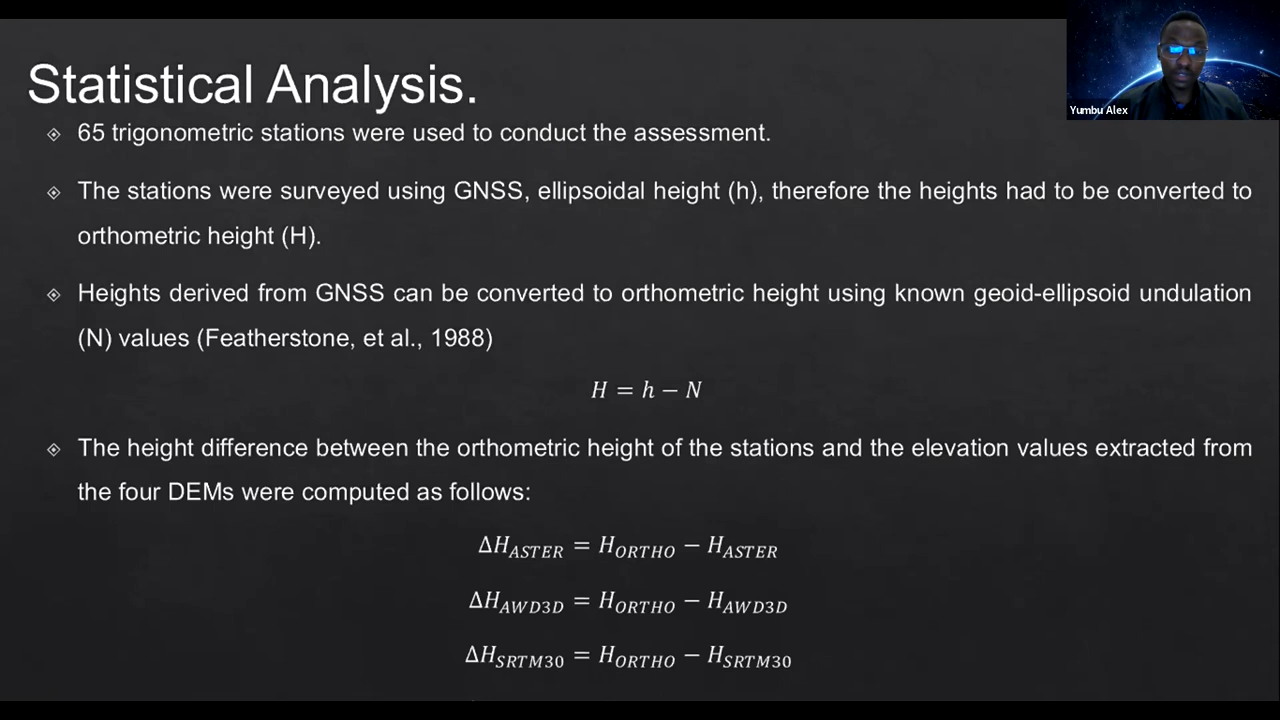 Statistical Analysis.
Yumbu Alex
65 trigonometric stations were used to conduct the assessment.
The stations were surveyed using GNSS, ellipsoidal height (h), therefore the heights had to be converted to
orthometric height (H).
Heights derived from GNSS can be converted to orthometric height using known geoid-ellipsoid undulation
(N) values (Featherstone, et al., 1988)
H = h − N
The height difference between the orthometric height of the stations and the elevation values extracted from
the four DEMs were computed as follows:
ΔH_ASTER = H_ORTHO − H_ASTER
ΔH_AWD3D = H_ORTHO − H_AWD3D
ΔH_SRTM30 = H_ORTHO − H_SRTM30